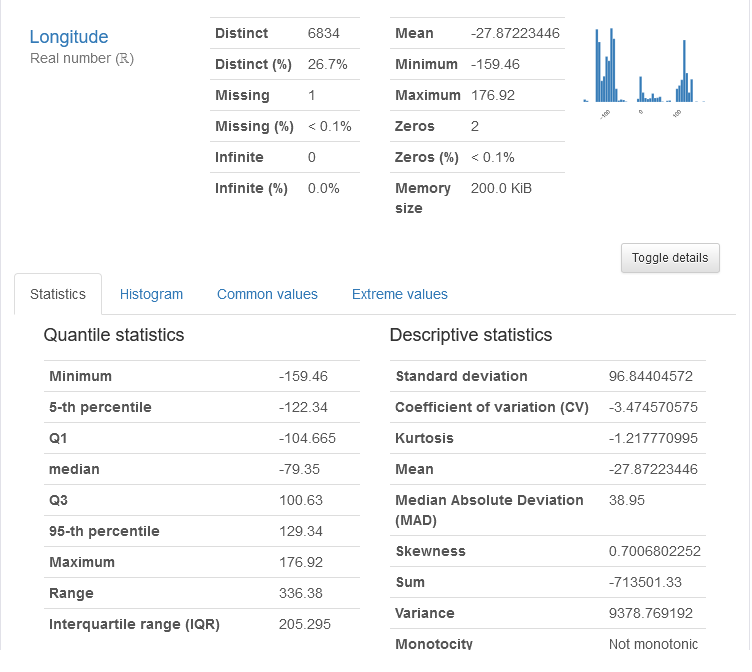 Longitude
Real number (ℝ)
Distinct 6834
Distinct (%) 26.7%
Missing 1
Missing (%) < 0.1%
Infinite 0
Infinite (%) 0.0%
Mean -27.87223446
Minimum -159.46
Maximum 176.92
Zeros 2
Zeros (%) < 0.1%
Memory size 200.0 KiB
-100 0 100
Toggle details
Statistics Histogram Common values Extreme values
Quantile statistics
Minimum -159.46
5-th percentile -122.34
Q1 -104.665
median -79.35
Q3 100.63
95-th percentile 129.34
Maximum 176.92
Range 336.38
Interquartile range (IQR) 205.295
Descriptive statistics
Standard deviation 96.84404572
Coefficient of variation (CV) -3.474570575
Kurtosis -1.217770995
Mean -27.87223446
Median Absolute Deviation (MAD) 38.95
Skewness 0.7006802252
Sum -713501.33
Variance 9378.769192
Monotocity Not monotonic